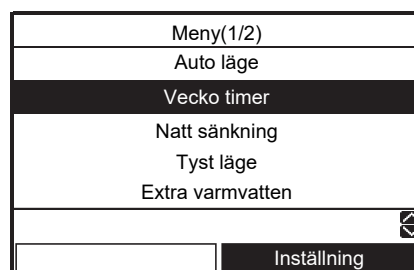 Meny(1/2)
Auto läge
Vecko timer
Natt sänkning
Tyst läge
Extra varmvatten
Inställning